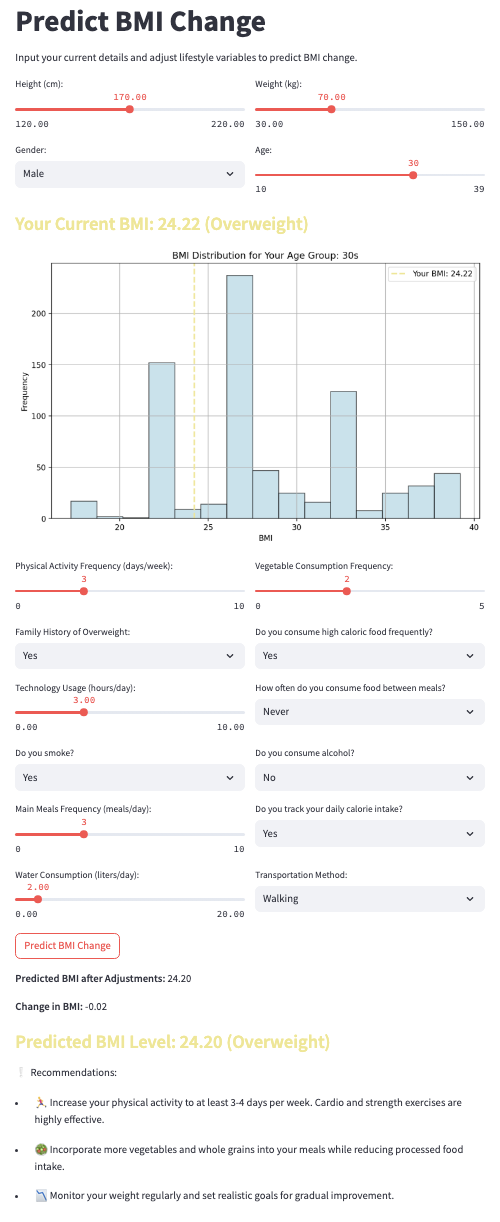 Predict BMI Change
Input your current details and adjust lifestyle variables to predict BMI change.
Height (cm):
170.00
120.00 220.00
Weight (kg):
70.00
30.00 150.00
Gender:
Male
Age:
30
10 39
Your Current BMI: 24.22 (Overweight)
BMI Distribution for Your Age Group: 30s
Your BMI: 24.22
Frequency
200
150
100
50
0
20 25 30 35 40
BMI
Physical Activity Frequency (days/week):
3
0 10
Vegetable Consumption Frequency:
2
0 5
Family History of Overweight:
Yes
Do you consume high caloric food frequently?
Yes
Technology Usage (hours/day):
3.00
0.00 10.00
How often do you consume food between meals?
Never
Do you smoke?
Yes
Do you consume alcohol?
No
Main Meals Frequency (meals/day):
3
0 10
Do you track your daily calorie intake?
Yes
Water Consumption (liters/day):
2.00
0.00 20.00
Transportation Method:
Walking
Predict BMI Change
Predicted BMI after Adjustments: 24.20
Change in BMI: -0.02
Predicted BMI Level: 24.20 (Overweight)
Recommendations:
Increase your physical activity to at least 3-4 days per week. Cardio and strength exercises are
highly effective.
Incorporate more vegetables and whole grains into your meals while reducing processed food
intake.
Monitor your weight regularly and set realistic goals for gradual improvement.